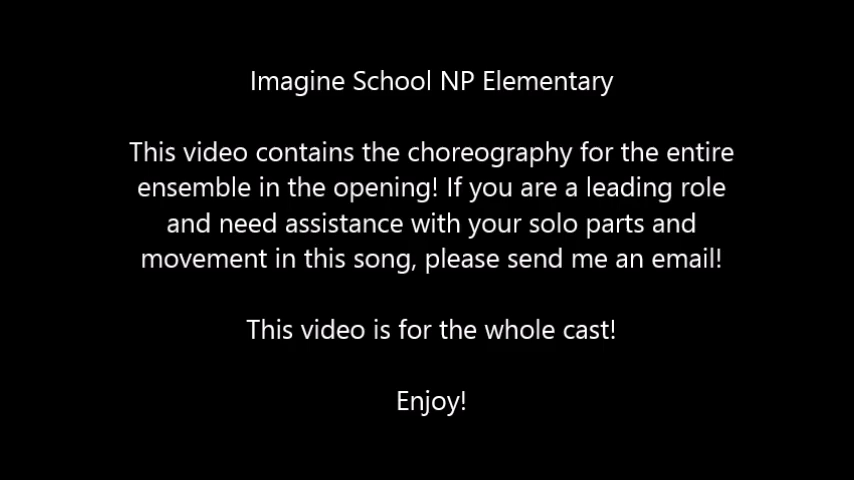 Imagine School NP Elementary
This video contains the choreography for the entire
ensemble in the opening! If you are a leading role
and need assistance with your solo parts and
movement in this song, please send me an email!
This video is for the whole cast!
Enjoy!